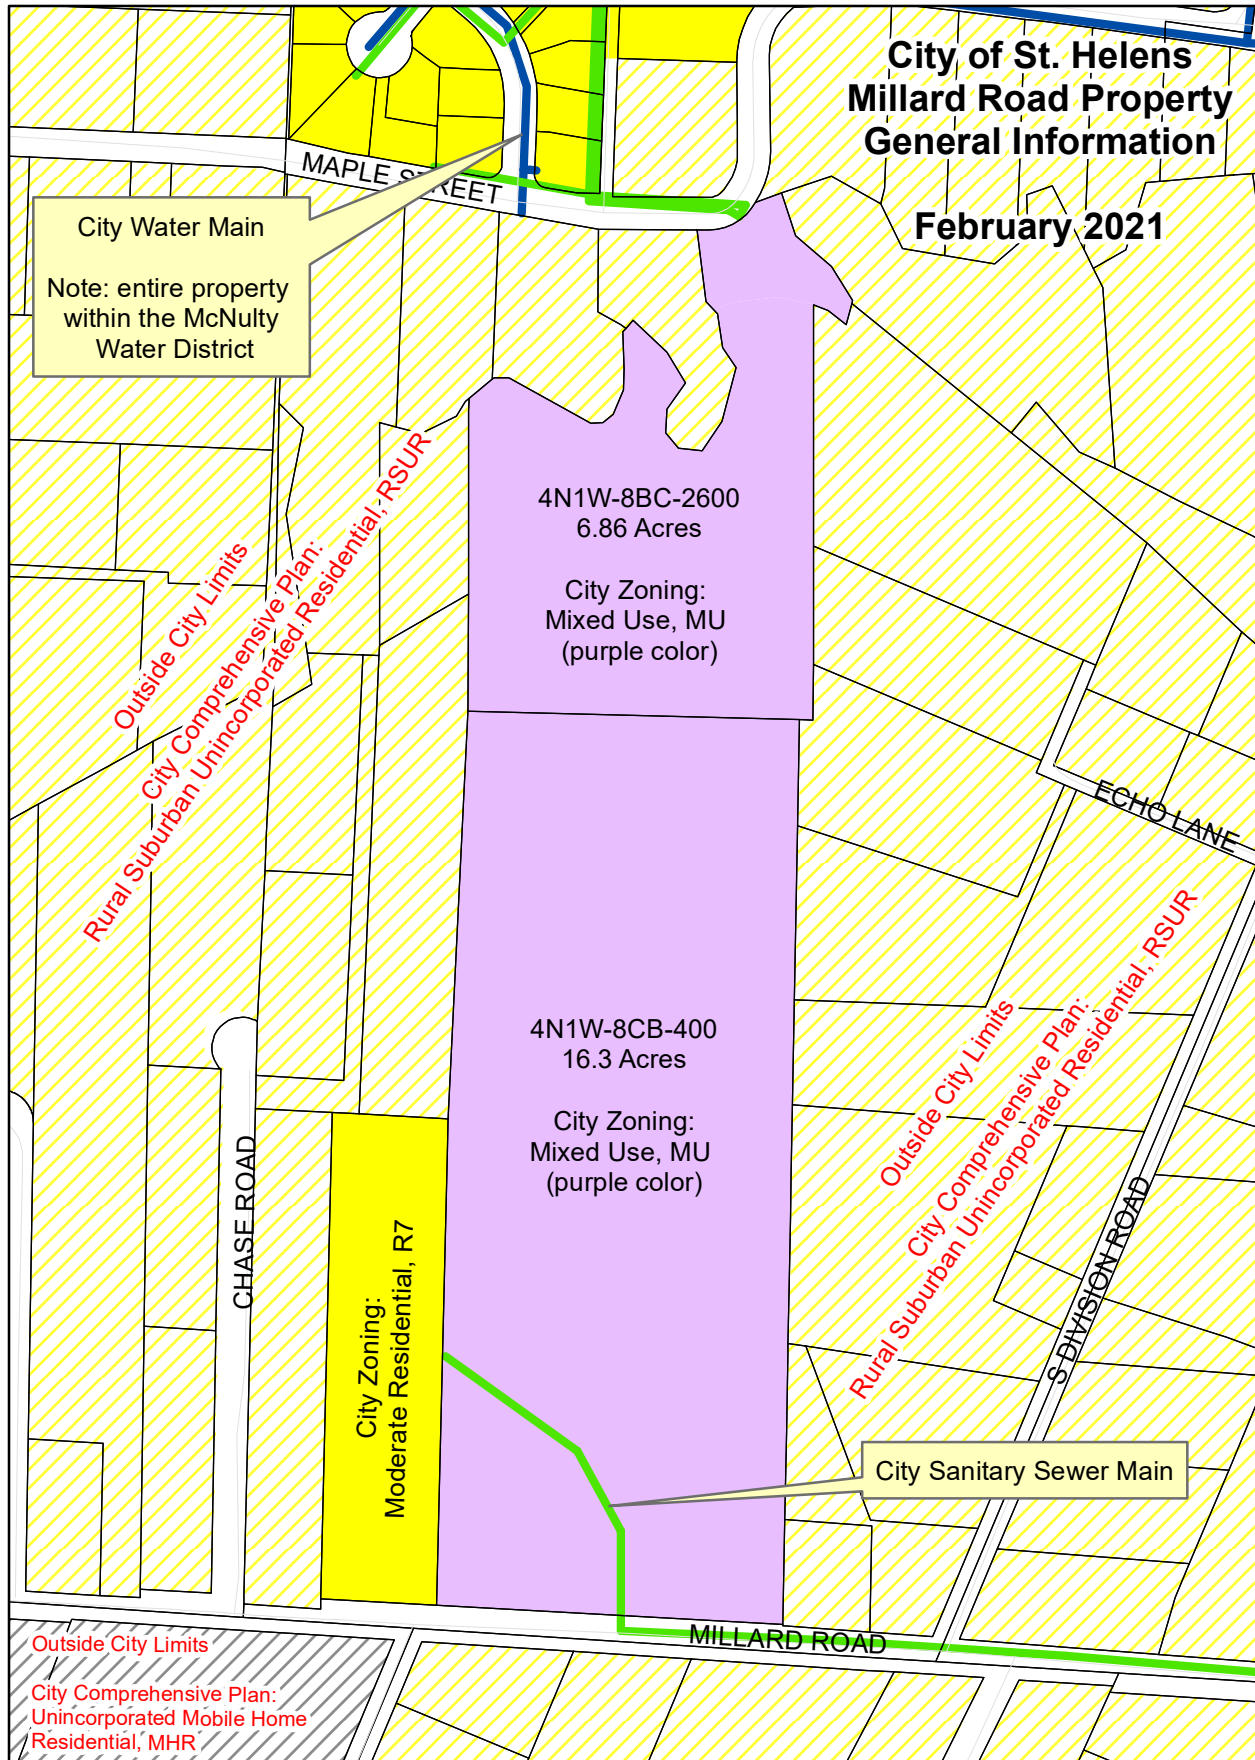 City of St. Helens
Millard Road Property
General Information
February 2021
MAPLE STREET
City Water Main
Note: entire property
within the McNulty
Water District
4N1W-8BC-2600
6.86 Acres
City Zoning:
Mixed Use, MU
(purple color)
Outside City Limits
City Comprehensive Plan:
Rural Suburban Unincorporated Residential, RSUR
ECHO LANE
4N1W-8CB-400
16.3 Acres
City Zoning:
Mixed Use, MU
(purple color)
Outside City Limits
City Comprehensive Plan:
Rural Suburban Unincorporated Residential, RSUR
CHASE ROAD
City Zoning:
Moderate Residential, R7
S DIVISION ROAD
City Sanitary Sewer Main
MILLARD ROAD
Outside City Limits
City Comprehensive Plan:
Unincorporated Mobile Home
Residential, MHR